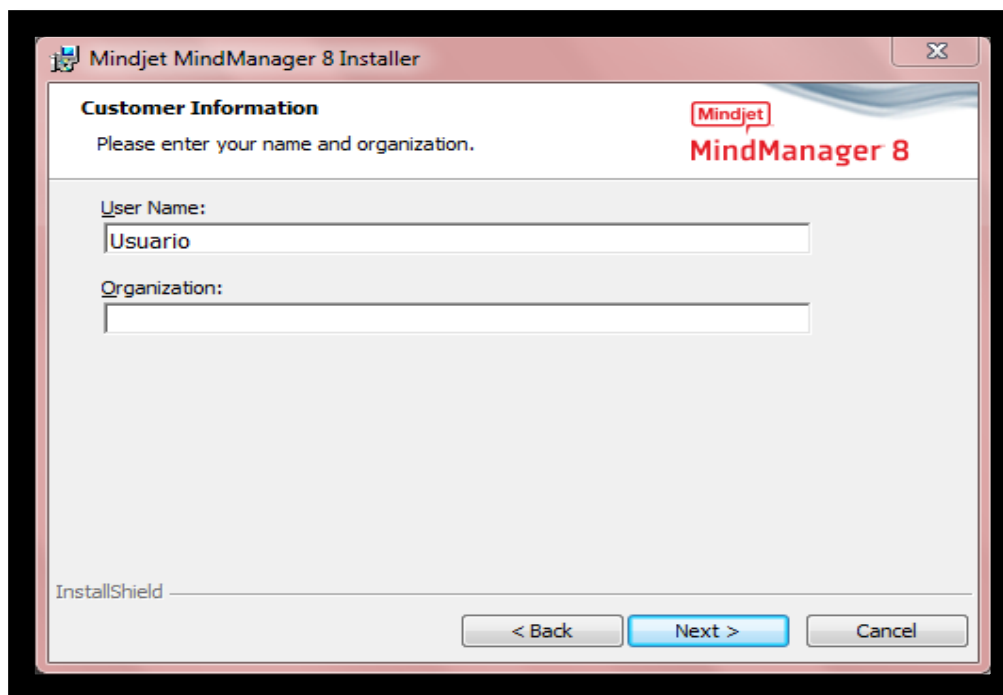 Mindjet MindManager 8 Installer
Customer Information
Please enter your name and organization.
Mindjet
MindManager 8
User Name:
Usuario
Organization:
InstallShield
< Back Next > Cancel